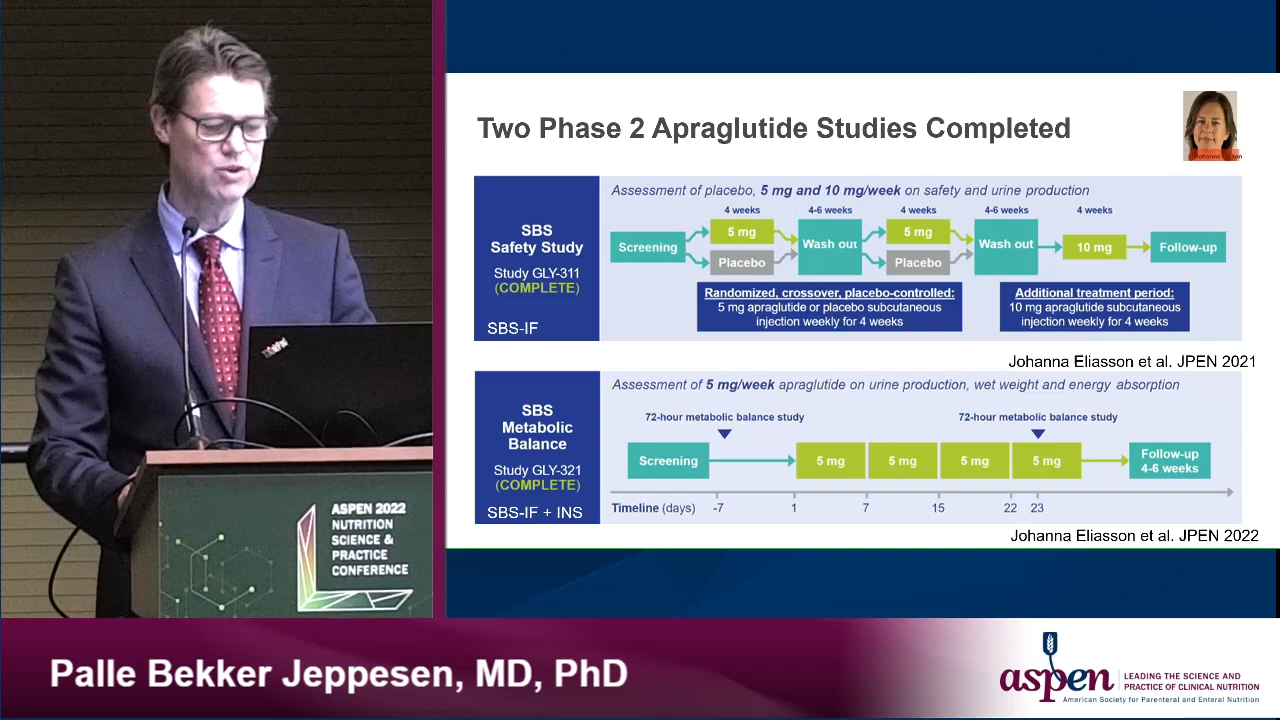 Two Phase 2 Apraglutide Studies Completed
SBS
Safety Study
Study GLY-311
(COMPLETE)
SBS-IF
Assessment of placebo, 5 mg and 10 mg/week on safety and urine production
4 weeks
4-6 weeks
4 weeks
4-6 weeks
4 weeks
Screening
5 mg
Placebo
Wash out
5 mg
Placebo
Wash out
10 mg
Follow-up
Randomized, crossover, placebo-controlled:
5 mg apraglutide or placebo subcutaneous
injection weekly for 4 weeks
Additional treatment period:
10 mg apraglutide subcutaneous
injection weekly for 4 weeks
Johanna Eliasson et al. JPEN 2021
SBS
Metabolic
Balance
Study GLY-321
(COMPLETE)
SBS-IF + INS
Assessment of 5 mg/week apraglutide on urine production, wet weight and energy absorption
72-hour metabolic balance study
72-hour metabolic balance study
Screening
5 mg
5 mg
5 mg
5 mg
Follow-up
4-6 weeks
Timeline (days)
-7
1
7
15
22
23
Johanna Eliasson et al. JPEN 2022
ASPEN 2022
NUTRITION
SCIENCE &
PRACTICE
CONFERENCE
Palle Bekker Jeppesen, MD, PhD
aspen
LEADING THE SCIENCE AND
PRACTICE OF CLINICAL NUTRITION
American Society for Parenteral and Enteral Nutrition